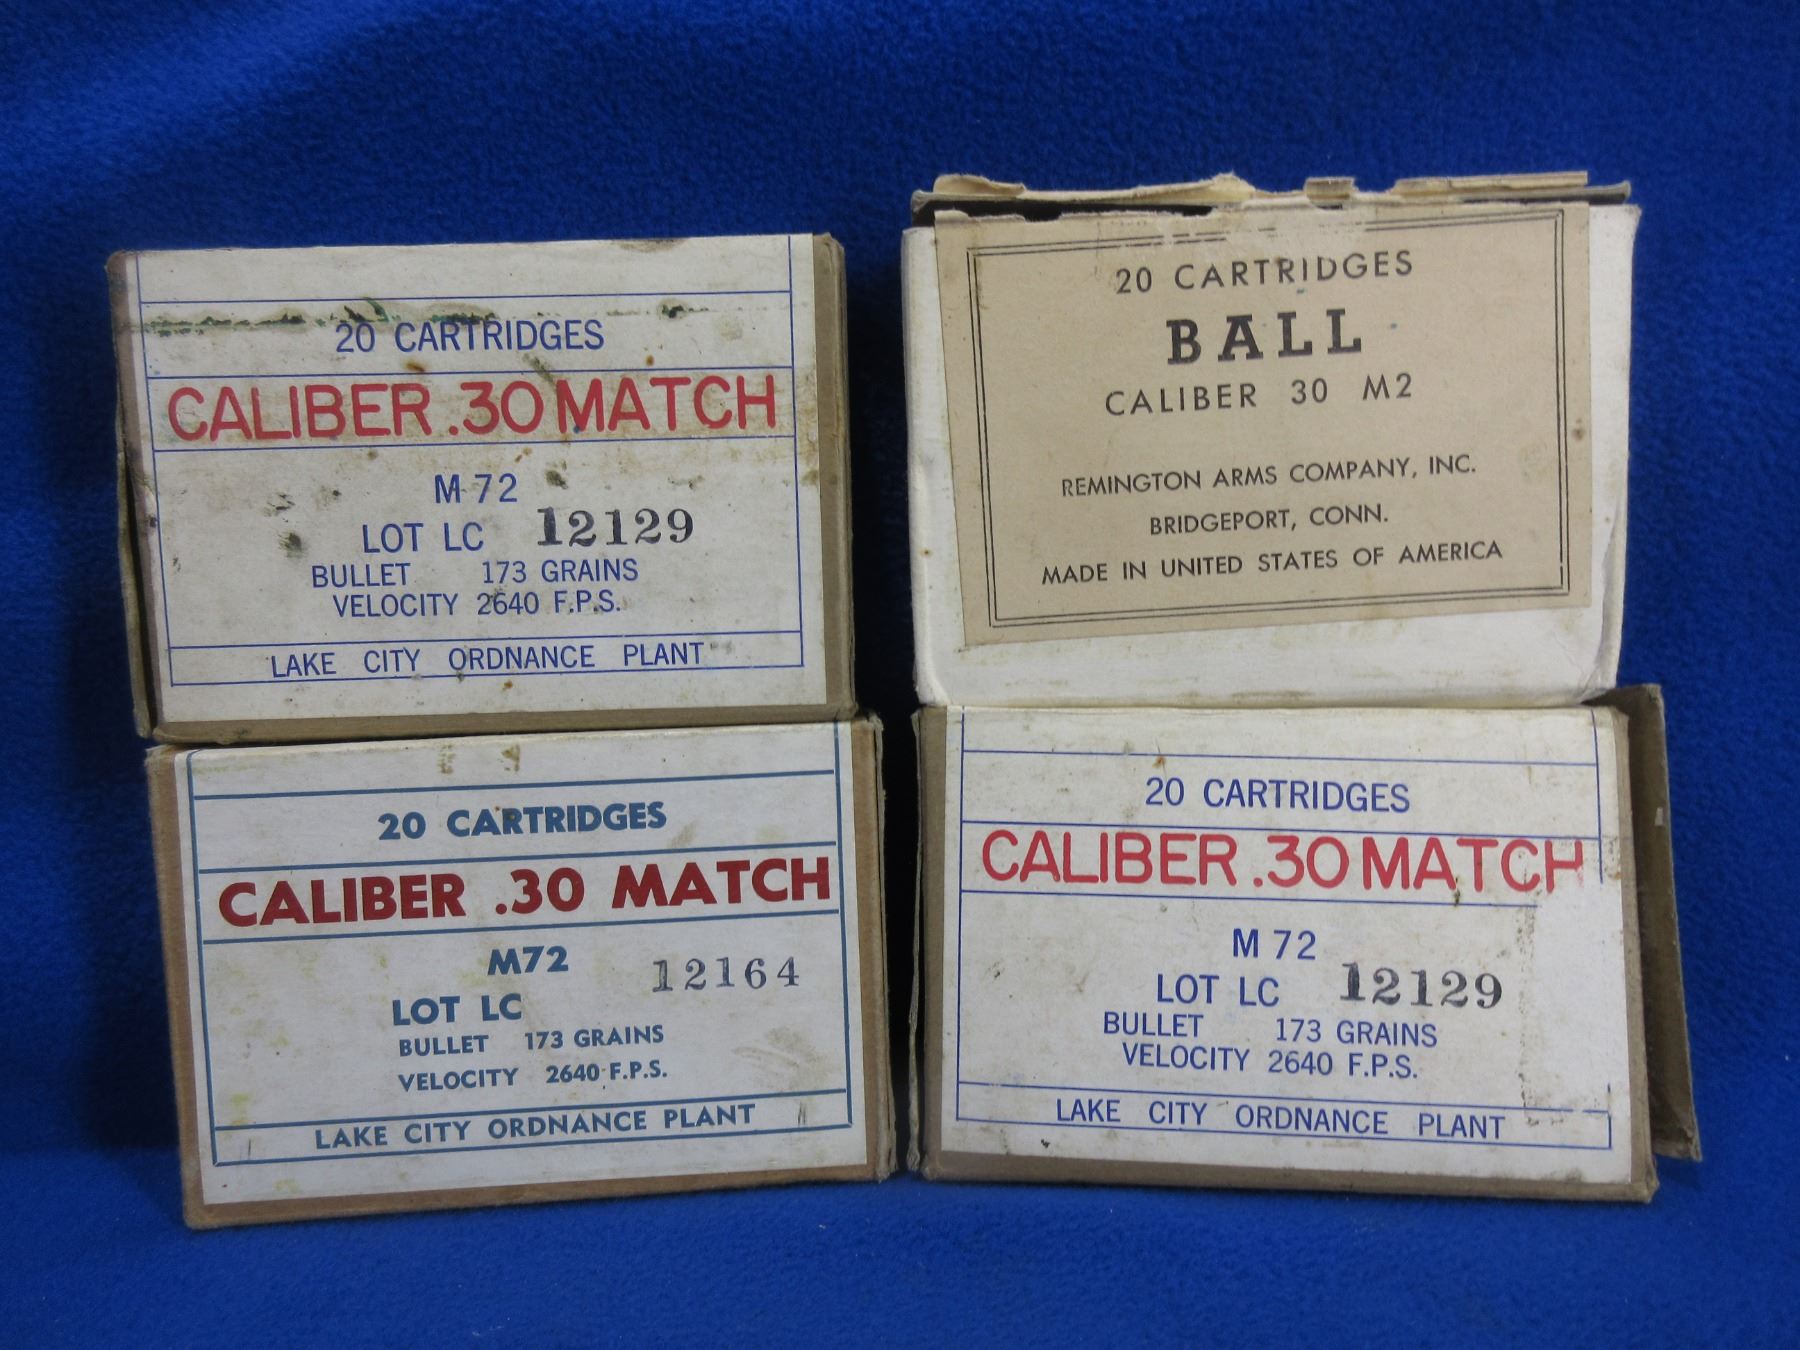 20 CARTRIDGES
CALIBER .30 MATCH
M 72
LOT LC 12129
BULLET 173 GRAINS
VELOCITY 2640 F.P.S.
LAKE CITY ORDNANCE PLANT
20 CARTRIDGES
BALL
CALIBER 30 M2
REMINGTON ARMS COMPANY, INC.
BRIDGEPORT, CONN.
MADE IN UNITED STATES OF AMERICA
20 CARTRIDGES
CALIBER .30 MATCH
M72
LOT LC 12164
BULLET 173 GRAINS
VELOCITY 2640 F.P.S.
LAKE CITY ORDNANCE PLANT
20 CARTRIDGES
CALIBER .30 MATCH
M 72
LOT LC 12129
BULLET 173 GRAINS
VELOCITY 2640 F.P.S.
LAKE CITY ORDNANCE PLANT